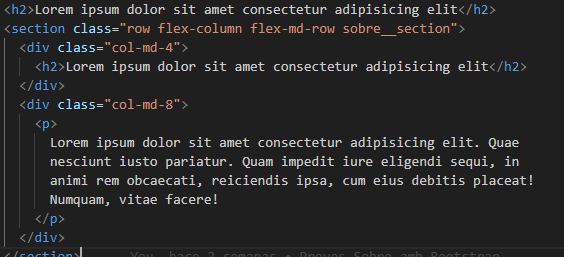 <h2>Lorem ipsum dolor sit amet consectetur adipisicing elit</h2>
<section class="row flex-column flex-md-row sobre__section">
<div class="col-md-4">
<h2>Lorem ipsum dolor sit amet consectetur adipisicing elit</h2>
</div>
<div class="col-md-8">
<p>
Lorem ipsum dolor sit amet consectetur adipisicing elit. Quae
nesciunt iusto pariatur. Quam impedit iure eligendi sequi, in
animi rem obcaecati, reiciendis ipsa, cum eius debitis placeat!
Numquam, vitae facere!
</p>
</div>
</section> You, hace 2 semanas • Proves Sobre amb Bootstrap